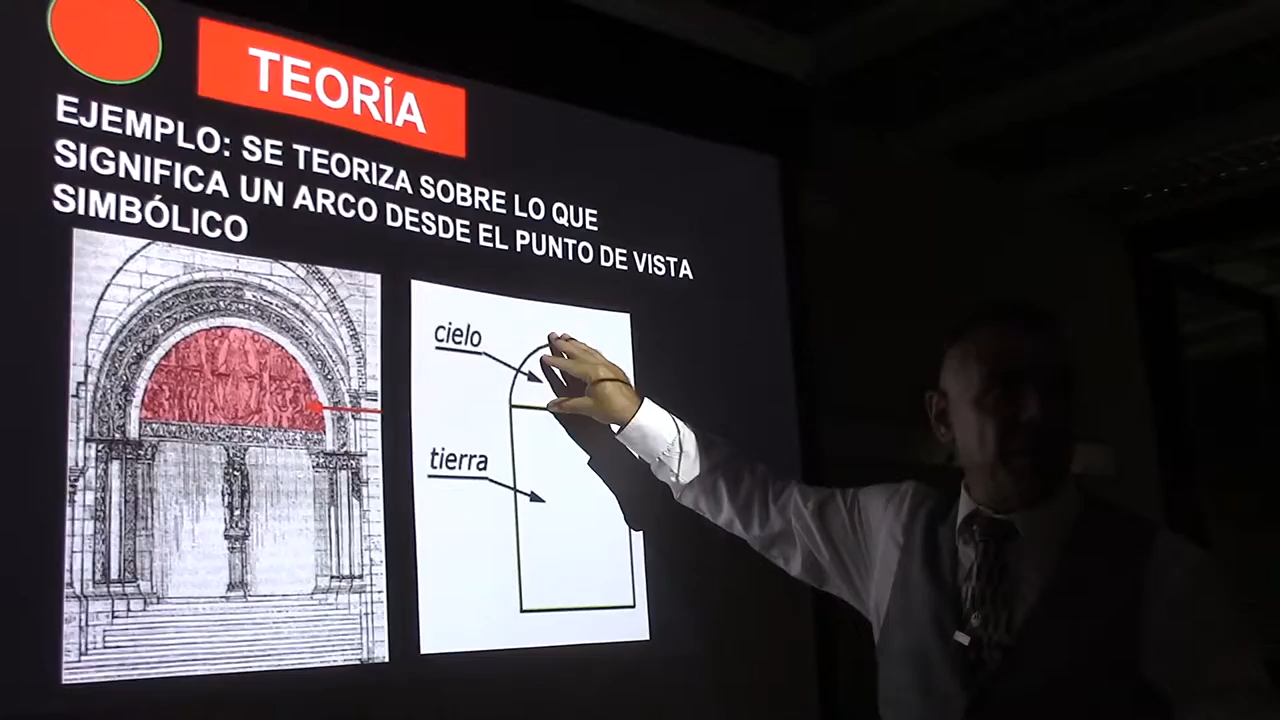 TEORÍA
EJEMPLO: SE TEORIZA SOBRE LO QUE
SIGNIFICA UN ARCO DESDE EL PUNTO DE VISTA
SIMBÓLICO
cielo
tierra